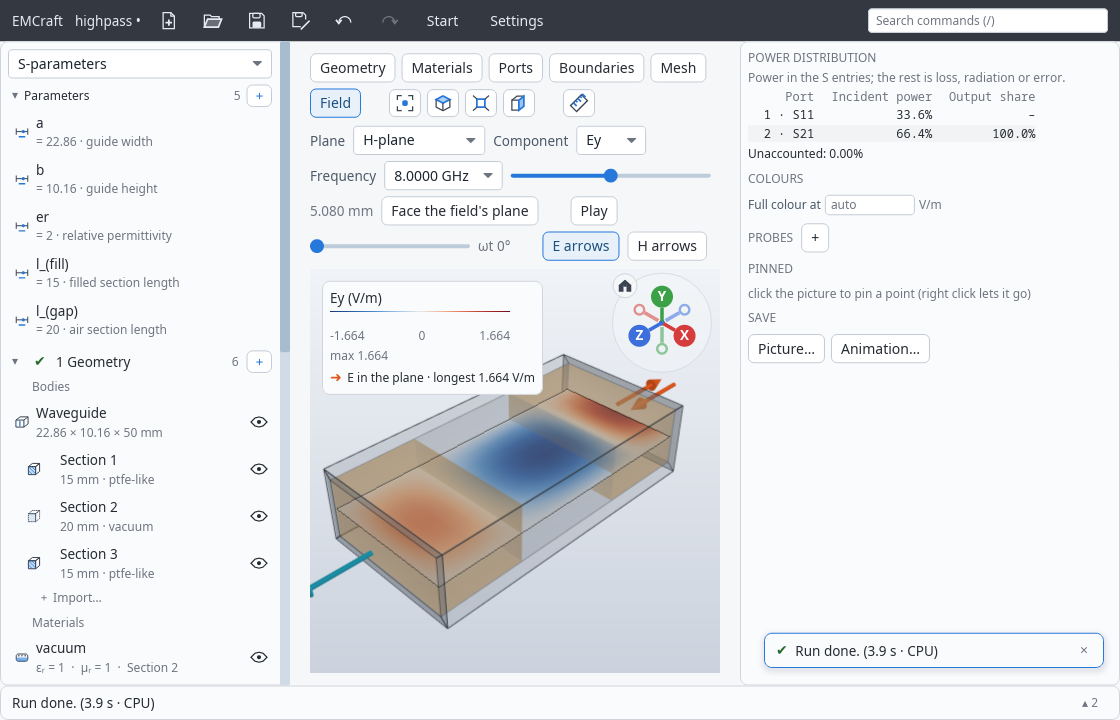 EMCraft highpass • Start Settings Search commands (/)
S-parameters
Parameters 5 +
a
= 22.86 · guide width
b
= 10.16 · guide height
er
= 2 · relative permittivity
l_(fill)
= 15 · filled section length
l_(gap)
= 20 · air section length
1 Geometry 6 +
Bodies
Waveguide
22.86 × 10.16 × 50 mm
Section 1
15 mm · ptfe-like
Section 2
20 mm · vacuum
Section 3
15 mm · ptfe-like
+ Import...
Materials
vacuum
εᵣ = 1 · μᵣ = 1 · Section 2
Geometry Materials Ports Boundaries Mesh
Field
Plane H-plane Component Ey
Frequency 8.0000 GHz
5.080 mm Face the field's plane Play
ωt 0° E arrows H arrows
Ey (V/m)
-1.664 0 1.664
max 1.664
E in the plane · longest 1.664 V/m
Y
Z X
POWER DISTRIBUTION
Power in the S entries; the rest is loss, radiation or error.
Port Incident power Output share
1 · S11 33.6% –
2 · S21 66.4% 100.0%
Unaccounted: 0.00%
COLOURS
Full colour at auto V/m
PROBES +
PINNED
click the picture to pin a point (right click lets it go)
SAVE
Picture... Animation...
Run done. (3.9 s · CPU) ×
Run done. (3.9 s · CPU) ▴ 2